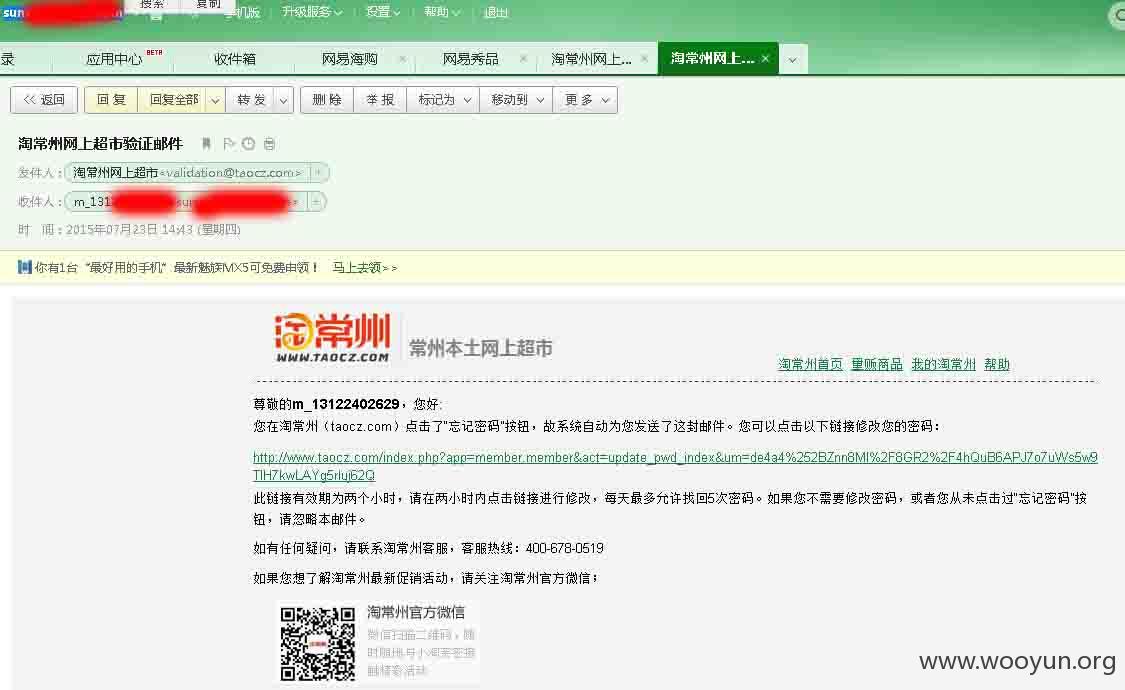 sun
搜索 复制
手机版 升级服务 设置 帮助 退出
录 应用中心 BETA 收件箱 网易海购 × 网易秀品 × 淘常州网上... × 淘常州网上... ×
<< 返回 回复 回复全部 转发 删除 举报 标记为 移动到 更多
淘常州网上超市验证邮件
发件人： 淘常州网上超市<validation@taocz.com> +
收件人： m_131 sun > +
时 间： 2015年07月23日 14:43 (星期四)
你有1台 “最好用的手机” 最新魅族MX5可免费申领！ 马上去领>>
淘常州
WWW.TAOCZ.COM
常州本土网上超市
淘常州首页 重贩商品 我的淘常州 帮助
尊敬的m_13122402629，您好:
您在淘常州（taocz.com）点击了"忘记密码"按钮，故系统自动为您发送了这封邮件。您可以点击以下链接修改您的密码：
http://www.taocz.com/index.php?app=member.member&act=update_pwd_index&um=de4a4%252BZnn8MI%2F8GR2%2F4hQuB6APJ7o7uWs5w9
TIH7kwLAYg5rluj62Q
此链接有效期为两个小时，请在两小时内点击链接进行修改，每天最多允许找回5次密码。如果您不需要修改密码，或者您从未点过"忘记密码"按
钮，请忽略本邮件。
如有任何疑问，请联系淘常州客服，客服热线：400-678-0519
如果您想了解淘常州最新促销活动，请关注淘常州官方微信：
淘常州官方微信
微信扫描二维码，随
时随地与小淘亲密接
触精彩活动
www.wooyun.org